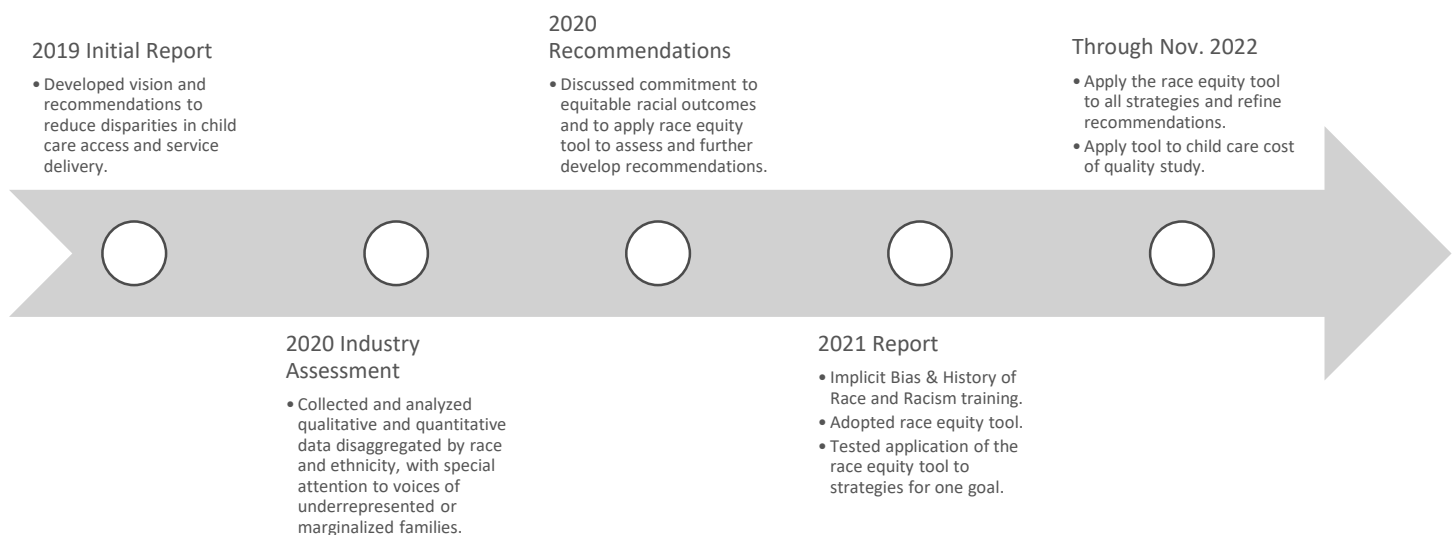 2019 Initial Report
• Developed vision and
recommendations to
reduce disparities in child
care access and service
delivery.
2020 Industry
Assessment
• Collected and analyzed
qualitative and quantitative
data disaggregated by race
and ethnicity, with special
attention to voices of
underrepresented or
marginalized families.
2020
Recommendations
• Discussed commitment to
equitable racial outcomes
and to apply race equity
tool to assess and further
develop recommendations.
2021 Report
• Implicit Bias & History of
Race and Racism training.
• Adopted race equity tool.
• Tested application of the
race equity tool to
strategies for one goal.
Through Nov. 2022
• Apply the race equity tool
to all strategies and refine
recommendations.
• Apply tool to child care cost
of quality study.